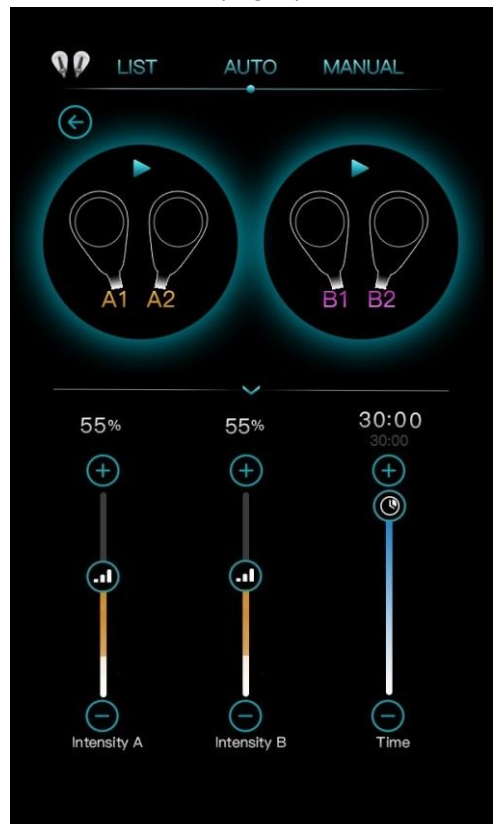 LIST AUTO MANUAL
A1 A2 B1 B2
55% 55% 30:00
30:00
Intensity A Intensity B Time